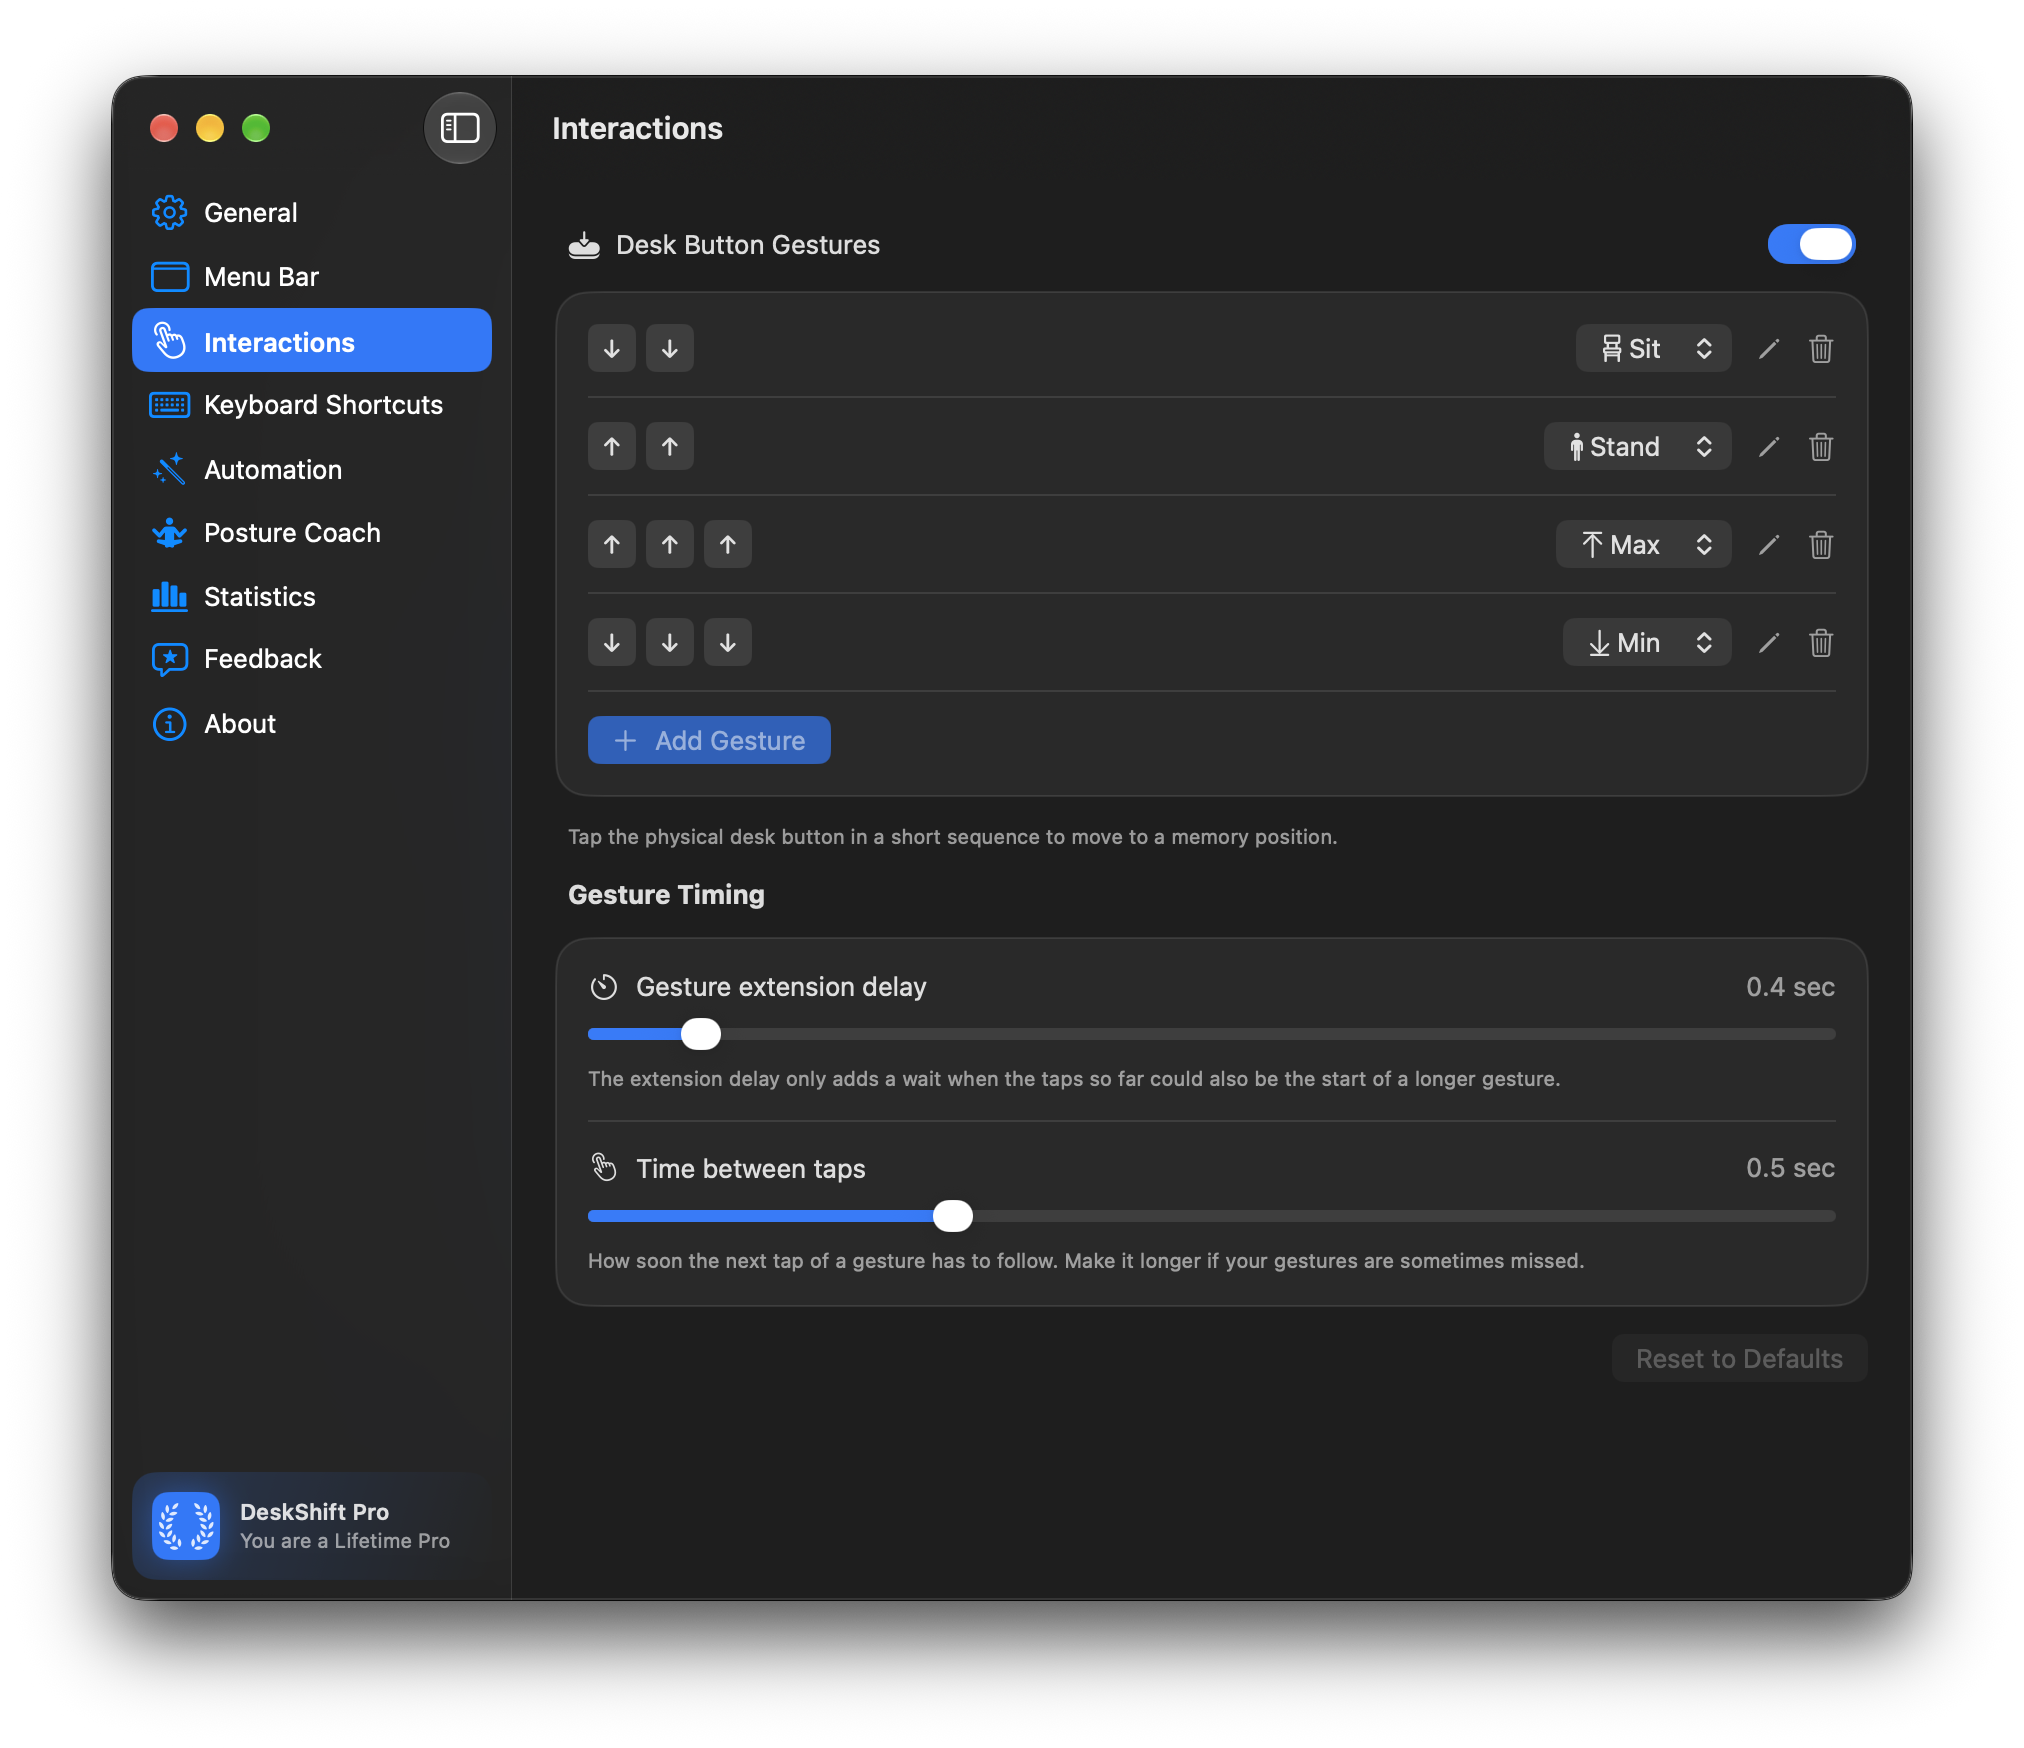 Interactions
General
Menu Bar
Interactions
Keyboard Shortcuts
Automation
Posture Coach
Statistics
Feedback
About
DeskShift Pro
You are a Lifetime Pro
Desk Button Gestures
↓ ↓ Sit
↑ ↑ Stand
↑ ↑ ↑ Max
↓ ↓ ↓ Min
+ Add Gesture
Tap the physical desk button in a short sequence to move to a memory position.
Gesture Timing
Gesture extension delay 0.4 sec
The extension delay only adds a wait when the taps so far could also be the start of a longer gesture.
Time between taps 0.5 sec
How soon the next tap of a gesture has to follow. Make it longer if your gestures are sometimes missed.
Reset to Defaults